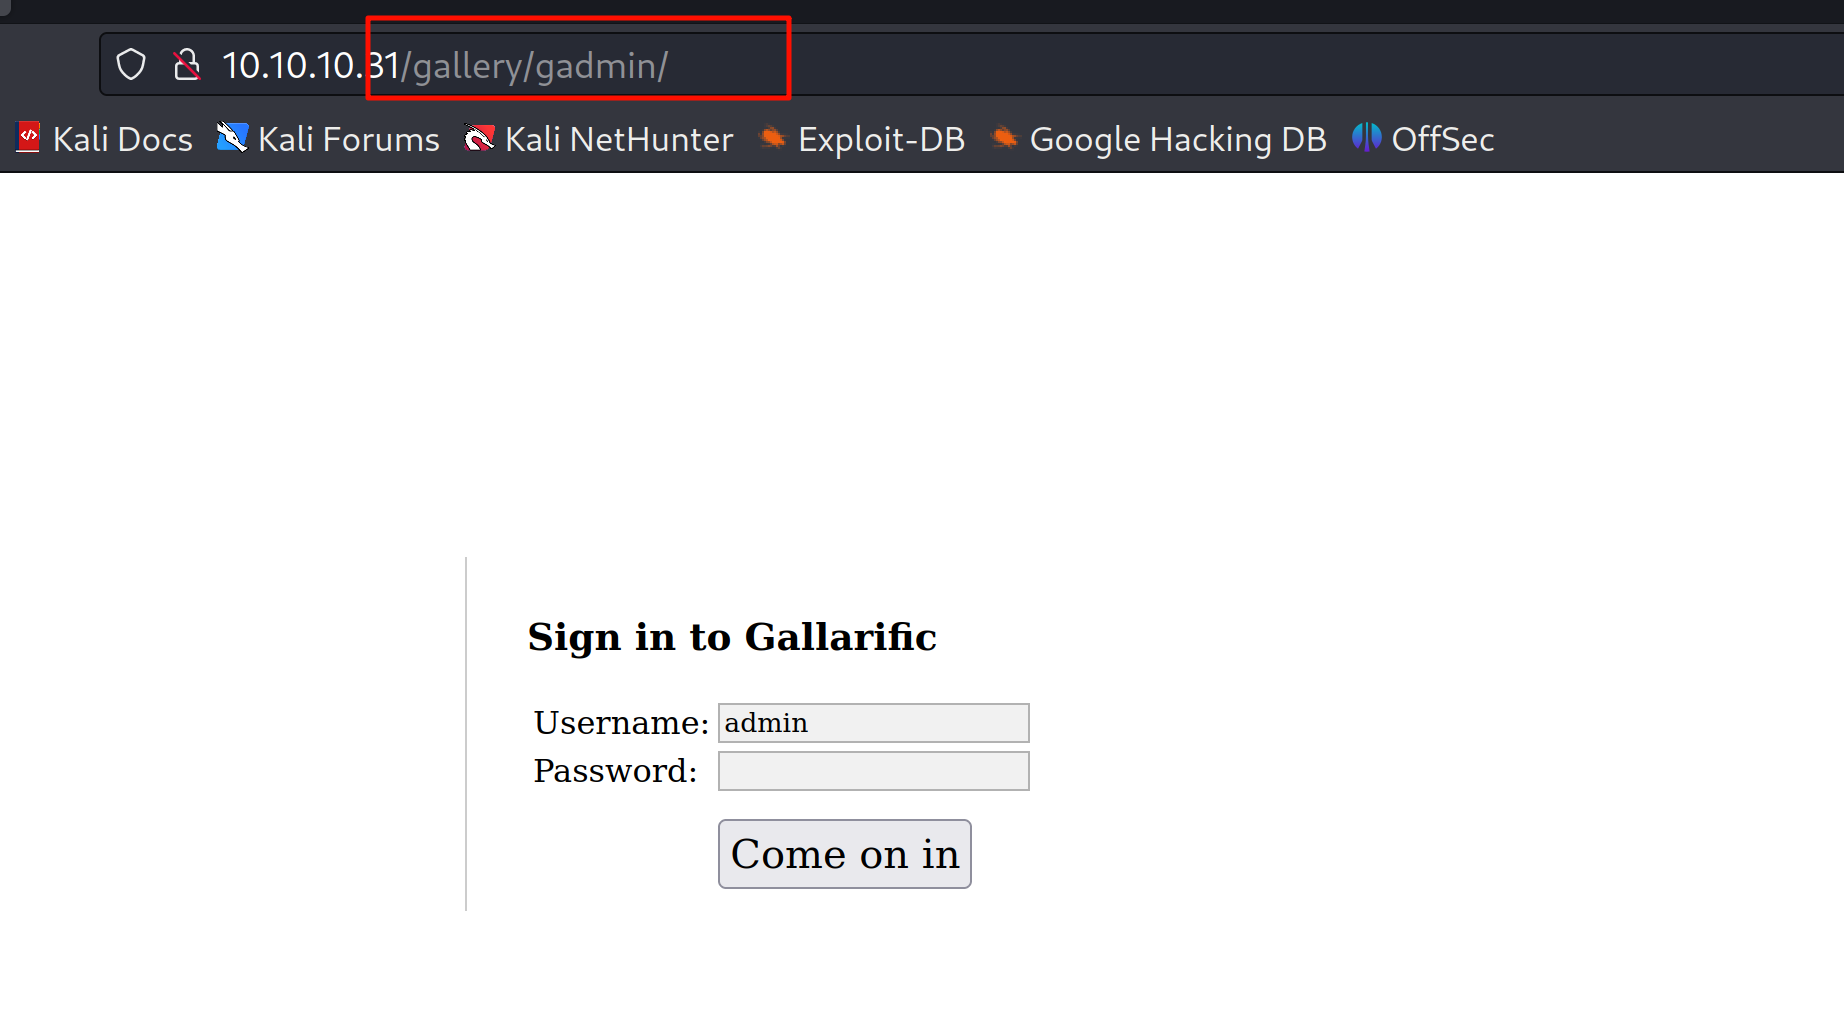 10.10.10.31/gallery/gadmin/
Kali Docs Kali Forums Kali NetHunter Exploit-DB Google Hacking DB OffSec
Sign in to Gallarific
Username: admin
Password:
Come on in